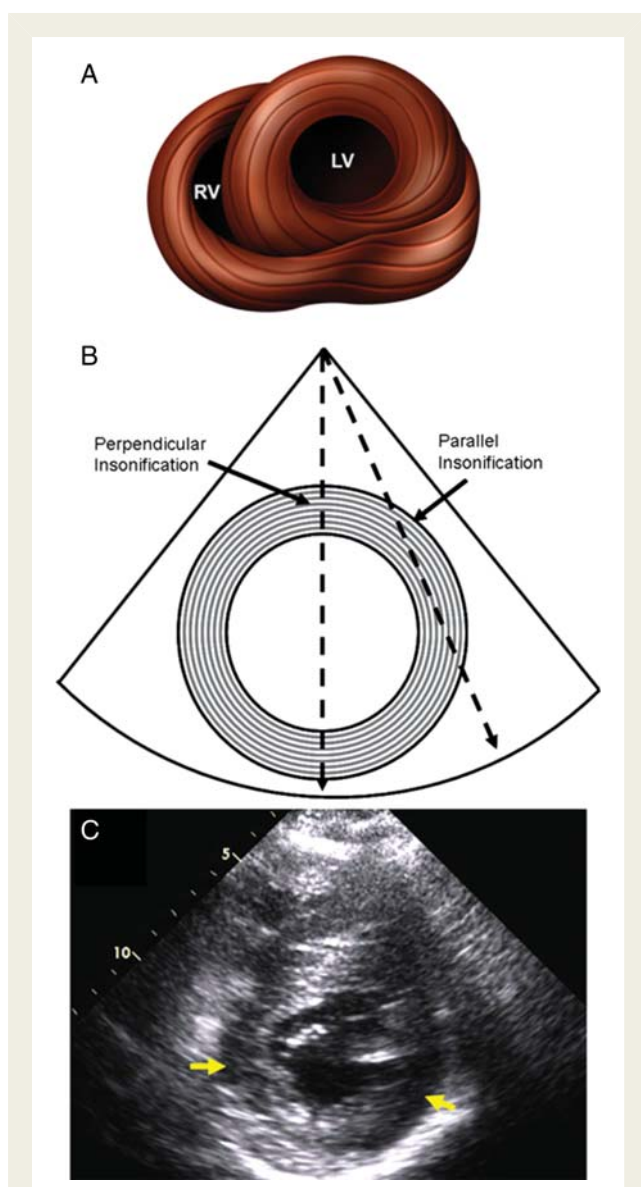 A
RV
LV
B
Perpendicular
Insonification
Parallel
Insonification
C
5
10